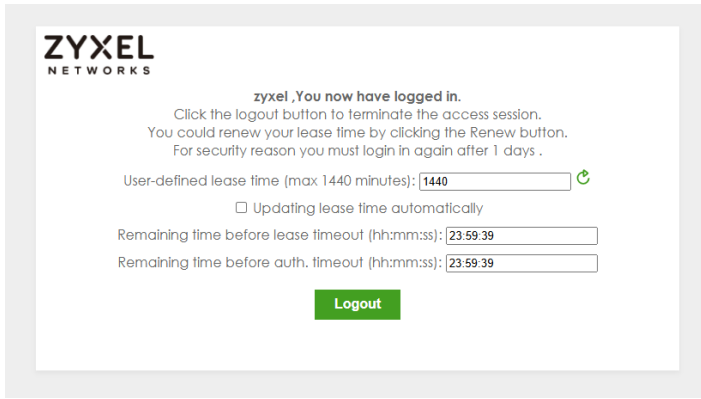 ZYXEL
NETWORKS
zyxel ,You now have logged in.
Click the logout button to terminate the access session.
You could renew your lease time by clicking the Renew button.
For security reason you must login in again after 1 days .
User-defined lease time (max 1440 minutes): 1440
Updating lease time automatically
Remaining time before lease timeout (hh:mm:ss): 23:59:39
Remaining time before auth. timeout (hh:mm:ss): 23:59:39
Logout